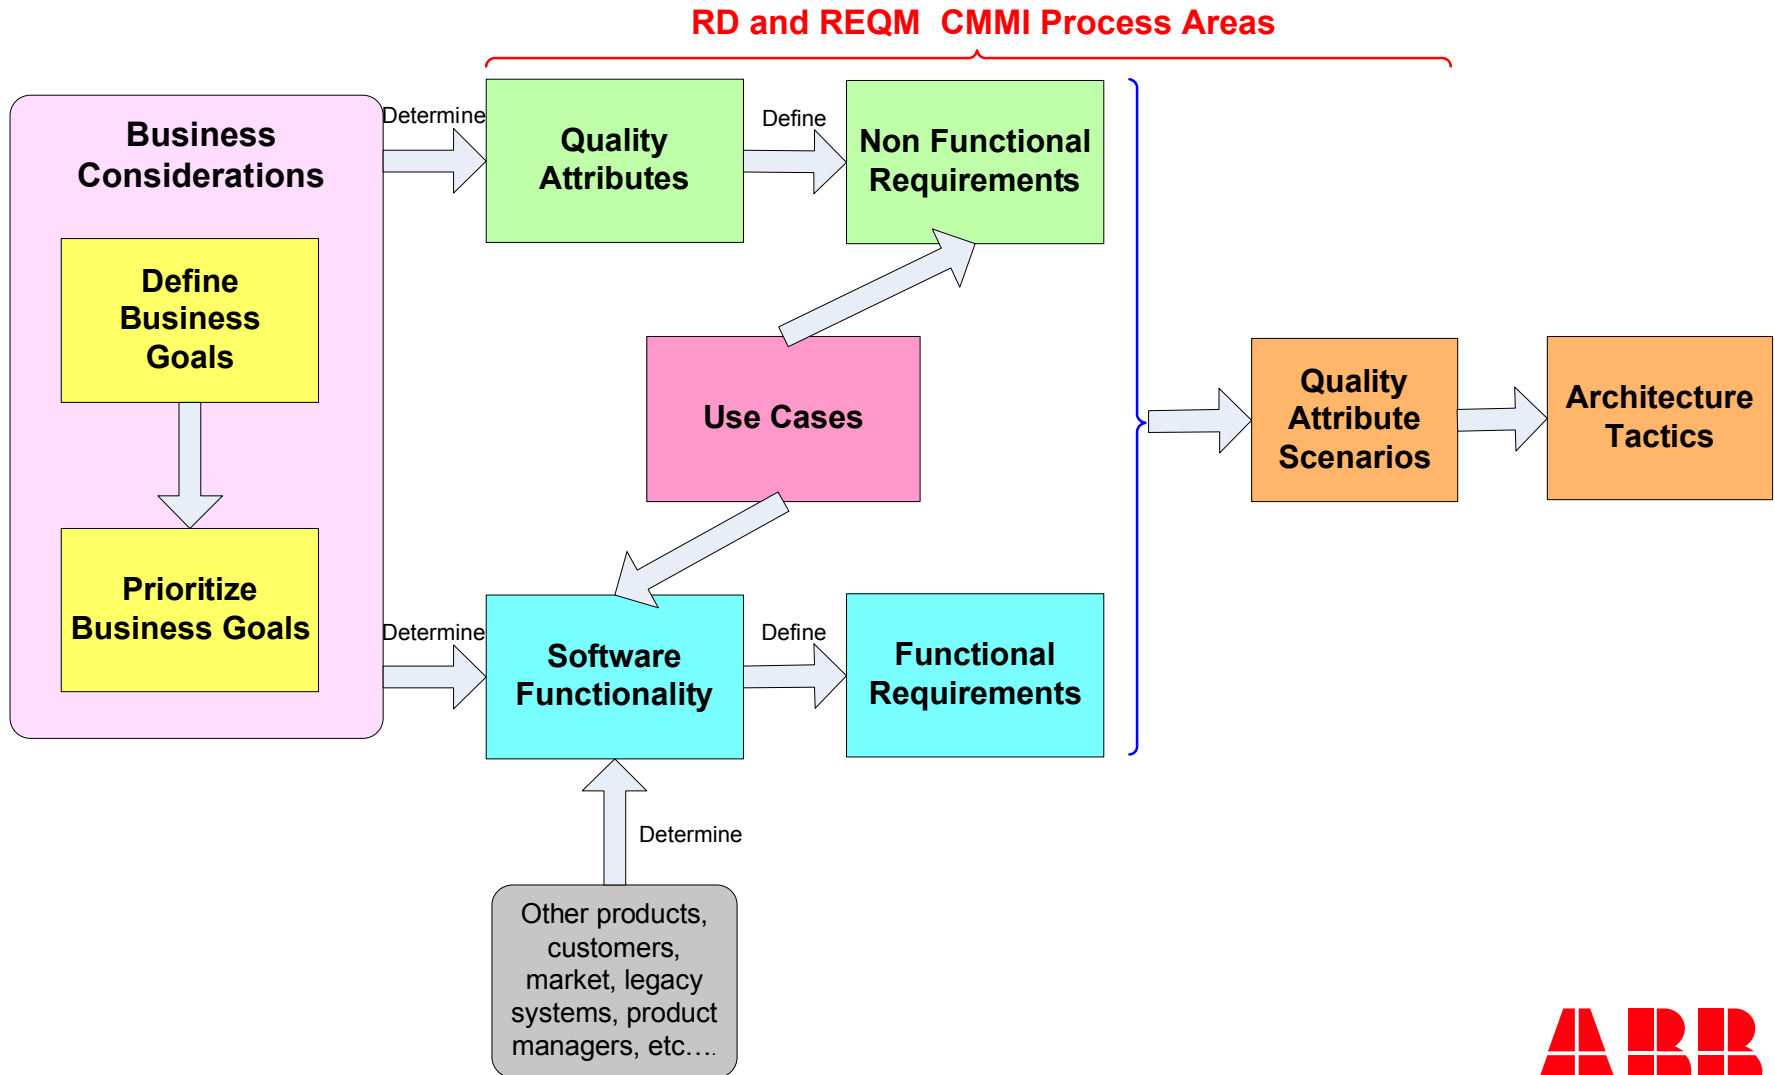 RD and REQM  CMMI Process Areas
Business
Considerations
Determine
Quality
Attributes
Define
Non Functional
Requirements
Define
Business
Goals
Use Cases
Quality
Attribute
Scenarios
Architecture
Tactics
Prioritize
Business Goals
Determine
Software
Functionality
Define
Functional
Requirements
Determine
Other products,
customers,
market, legacy
systems, product
managers, etc….
ABB